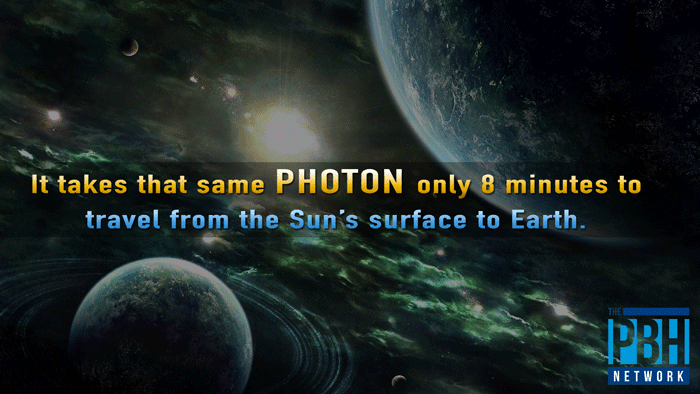 It takes that same PHOTON only 8 minutes to
travel from the Sun's surface to Earth.
THE
PBH
NETWORK